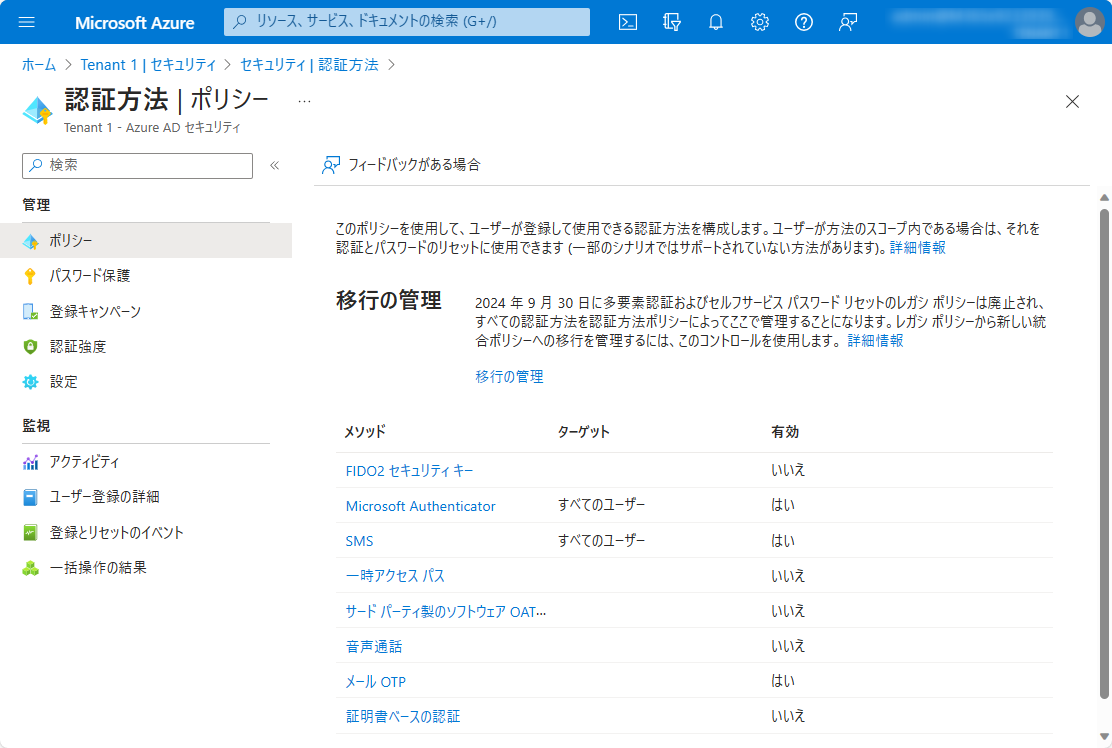 Microsoft Azure
リソース、サービス、ドキュメントの検索 (G+/)
ホーム > Tenant 1 | セキュリティ > セキュリティ | 認証方法 >
認証方法 | ポリシー ...
Tenant 1 - Azure AD セキュリティ
検索
«
フィードバックがある場合
管理
ポリシー
パスワード保護
登録キャンペーン
認証強度
設定
監視
アクティビティ
ユーザー登録の詳細
登録とリセットのイベント
一括操作の結果
このポリシーを使用して、ユーザーが登録して使用できる認証方法を構成します。ユーザーが方法のスコープ内である場合は、それを
認証とパスワードのリセットに使用できます (一部のシナリオではサポートされていない方法があります)。詳細情報
移行の管理
2024 年 9 月 30 日に多要素認証およびセルフサービス パスワード リセットのレガシ ポリシーは廃止され、
すべての認証方法を認証方法ポリシーによってここで管理することになります。レガシ ポリシーから新しい統
合ポリシーへの移行を管理するには、このコントロールを使用します。 詳細情報
移行の管理
メソッド ターゲット 有効
FIDO2 セキュリティ キー いいえ
Microsoft Authenticator すべてのユーザー はい
SMS すべてのユーザー はい
一時アクセス パス いいえ
サード パーティ製のソフトウェア OAT... いいえ
音声通話 いいえ
メール OTP はい
証明書ベースの認証 いいえ